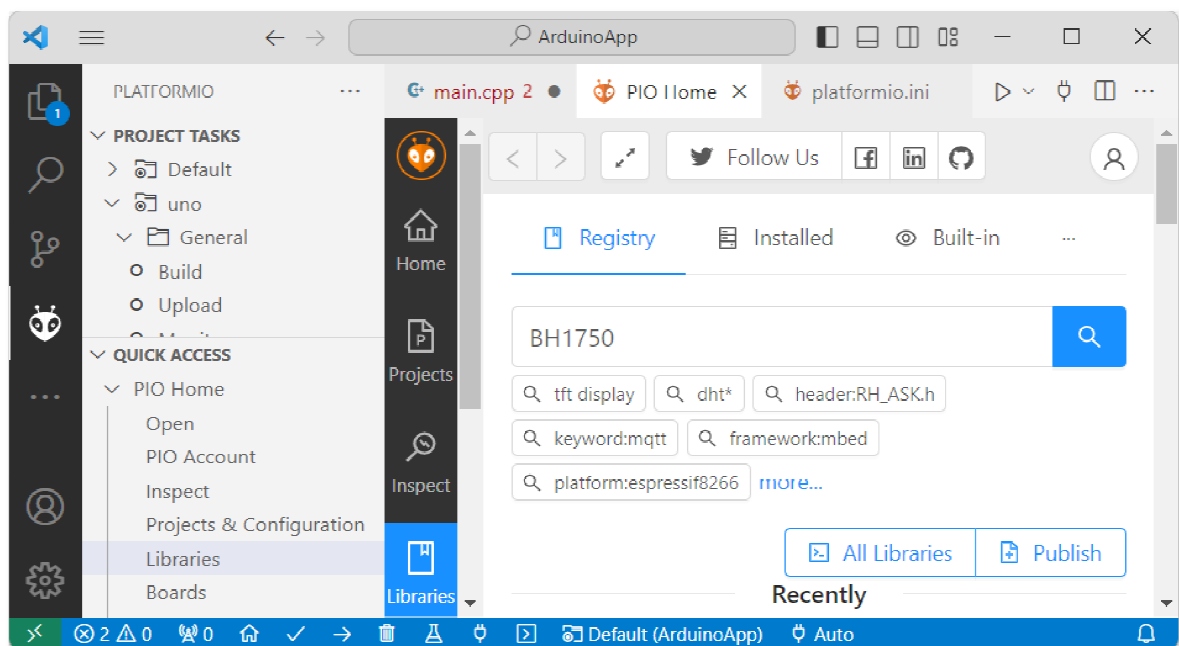 ArduinoApp
1
PLATFORMIO
PROJECT TASKS
Default
uno
General
Build
Upload
QUICK ACCESS
PIO Home
Open
PIO Account
Inspect
Projects & Configuration
Libraries
Boards
main.cpp 2
PIO Home
platformio.ini
Home
Projects
Inspect
Libraries
Follow Us
Registry
Installed
Built-in
BH1750
tft display
dht*
header:RH_ASK.h
keyword:mqtt
framework:mbed
platform:espressif8266
more...
All Libraries
Publish
Recently
2 0 0 Default (ArduinoApp) Auto